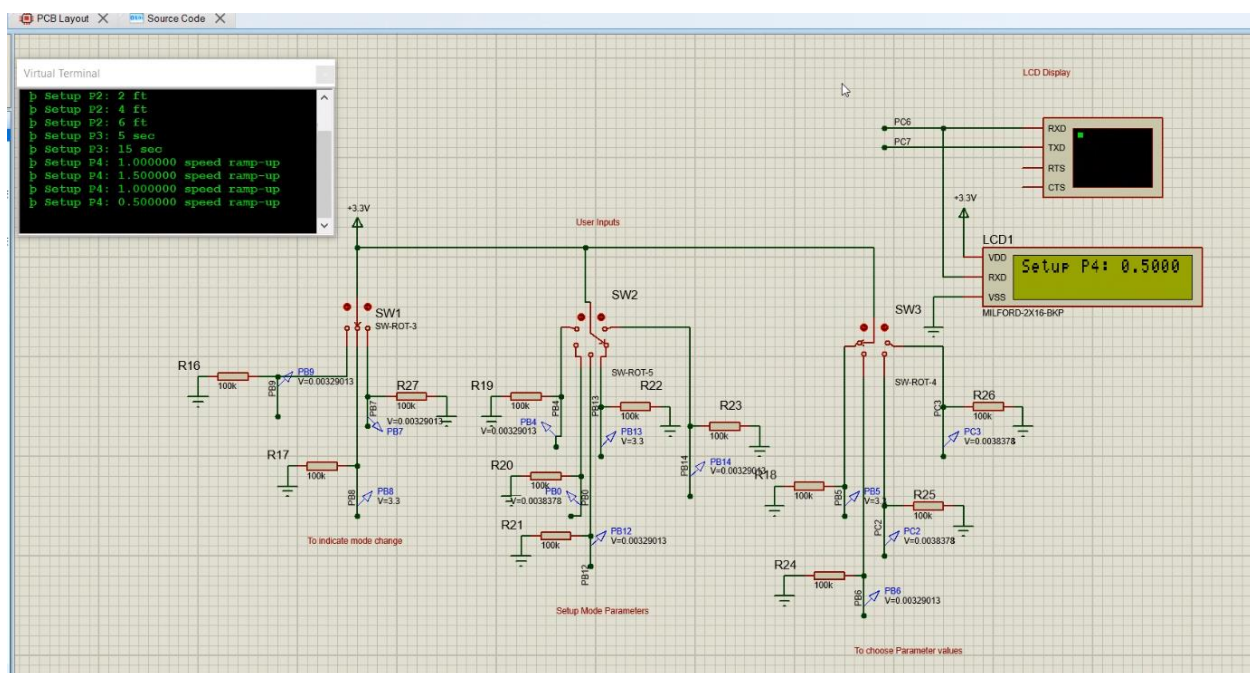 PCB Layout X Source Code X
Virtual Terminal
þ Setup P2: 2 ft
þ Setup P2: 4 ft
þ Setup P2: 6 ft
þ Setup P3: 5 sec
þ Setup P3: 15 sec
þ Setup P4: 1.000000 speed ramp-up
þ Setup P4: 1.500000 speed ramp-up
þ Setup P4: 1.000000 speed ramp-up
þ Setup P4: 0.500000 speed ramp-up
LCD Display
PC6
PC7
RXD
TXD
RTS
CTS
+3.3V
+3.3V
User Inputs
LCD1
VDD
RXD
VSS
Setup P4: 0.5000
MILFORD-2X16-BKP
SW1
SW-ROT-3
SW2
SW-ROT-5
SW3
SW-ROT-4
R16
100k
PB9
PB9
V=0.00329013
R27
100k
PB7
V=0.00329013
PB7
R17
100k
PB8
PB8
V=3.3
To indicate mode change
R19
100k
PB4
PB4
V=0.00329013
R22
100k
PB13
PB13
V=3.3
R23
100k
PB14
PB14
V=0.00329013
R20
100k
PB0
PB0
V=0.0038378
R21
100k
PB12
PB12
V=0.00329013
Setup Mode Parameters
R18
100k
PB5
PB5
R26
100k
PC3
PC3
V=0.0038378
R25
100k
PC2
PC2
V=0.0038378
R24
100k
PB6
PB6
V=0.00329013
To choose Parameter values